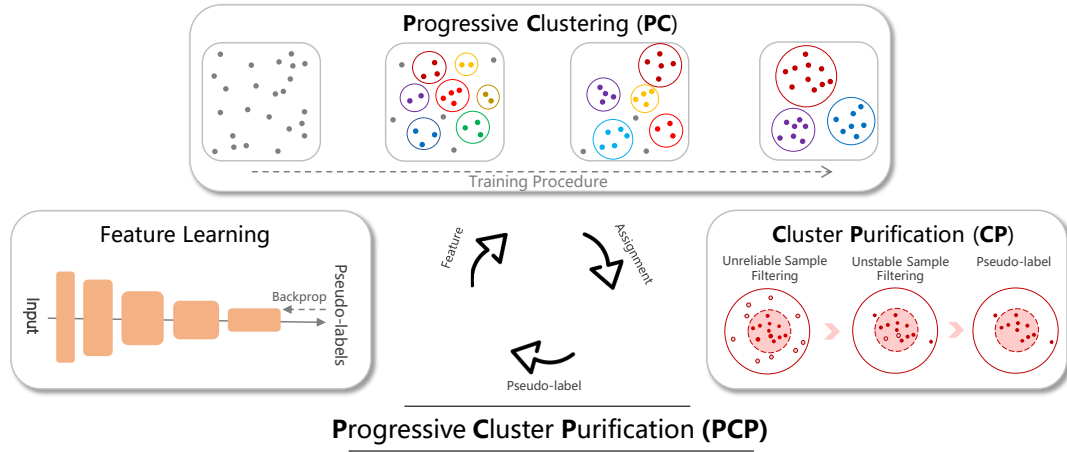 Progressive Clustering (PC)
Training Procedure
Feature Learning
Input
Backprop
Pseudo-labels
Feature
Assignment
Pseudo-label
Cluster Purification (CP)
Unreliable Sample
Filtering
Unstable Sample
Filtering
Pseudo-label
Progressive Cluster Purification (PCP)